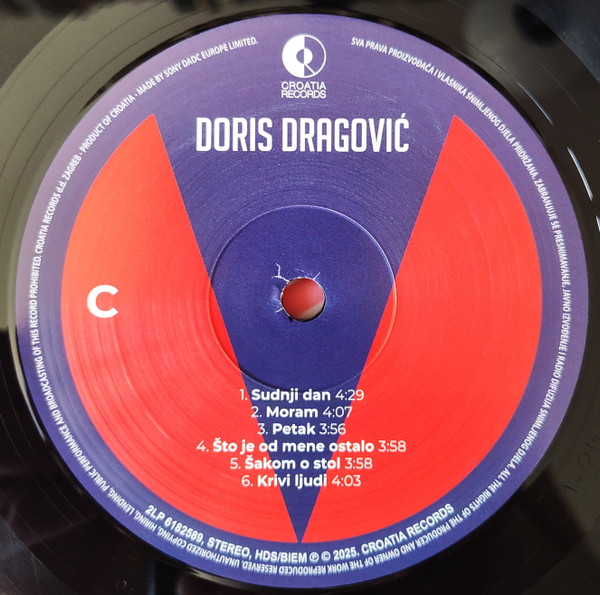 CROATIA
RECORDS
DORIS DRAGOVIĆ
C
1. Sudnji dan 4:29
2. Moram 4:07
3. Petak 3:56
4. Što je od mene ostalo 3:58
5. Šakom o stol 3:58
6. Krivi ljudi 4:03
2LP 6182589, STEREO, HDS/BIEM ℗ © 2025. CROATIA RECORDS
SVA PRAVA PROIZVOĐAČA I VLASNIKA SNIMLJENOG DJELA PRIDRŽANA. ZABRANJUJE SE PRESNIMAVANJE, JAVNO IZVOĐENJE I RADIO DIFUZIJA SNIMLJENOG DJELA. ALL THE RIGHTS OF THE PRODUCER AND OWNER OF THE WORK REPRODUCED RESERVED. UNAUTHORIZED COPYING, HIRING, LENDING, PUBLIC PERFORMANCE AND BROADCASTING OF THIS RECORD PROHIBITED. CROATIA RECORDS d.d. ZAGREB - PRODUCT OF CROATIA - MADE BY SONY DADC EUROPE LIMITED.